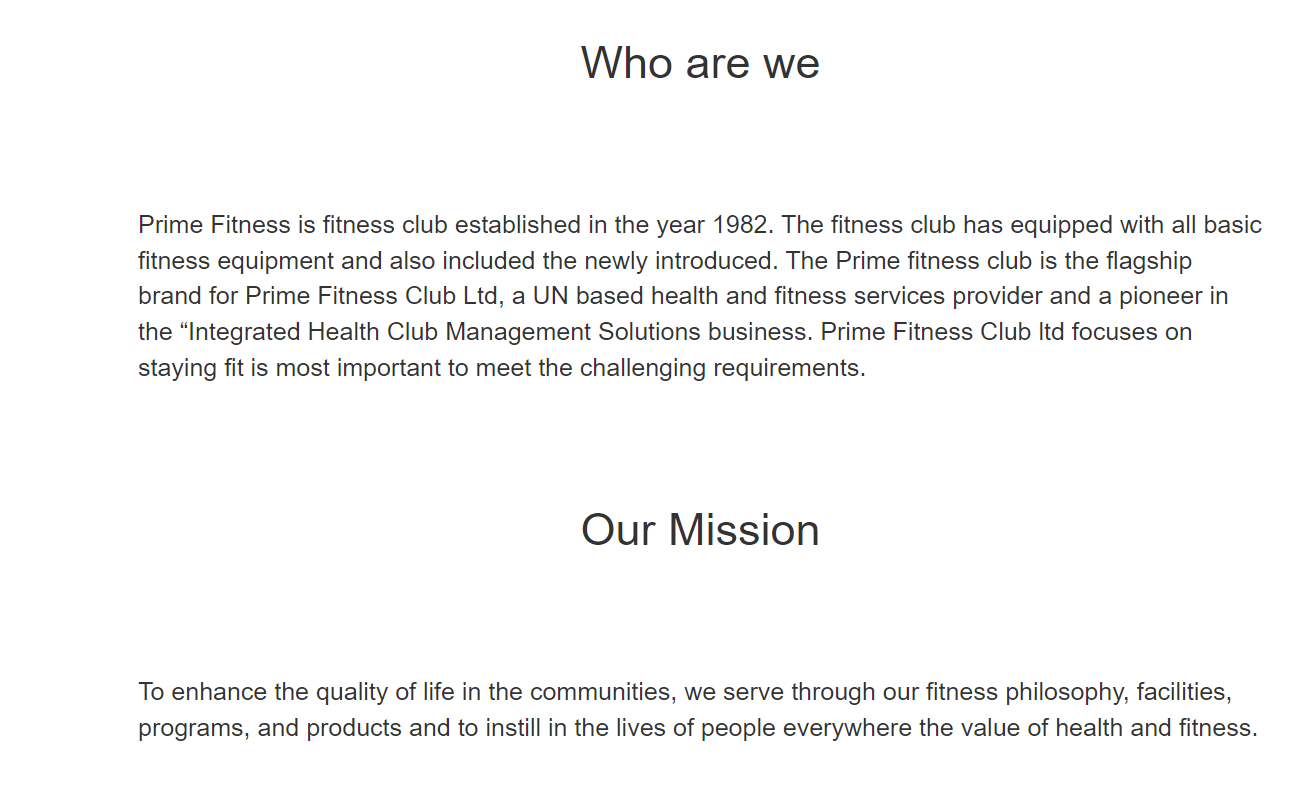 Who are we
Prime Fitness is fitness club established in the year 1982. The fitness club has equipped with all basic
fitness equipment and also included the newly introduced. The Prime fitness club is the flagship
brand for Prime Fitness Club Ltd, a UN based health and fitness services provider and a pioneer in
the “Integrated Health Club Management Solutions business. Prime Fitness Club ltd focuses on
staying fit is most important to meet the challenging requirements.
Our Mission
To enhance the quality of life in the communities, we serve through our fitness philosophy, facilities,
programs, and products and to instill in the lives of people everywhere the value of health and fitness.